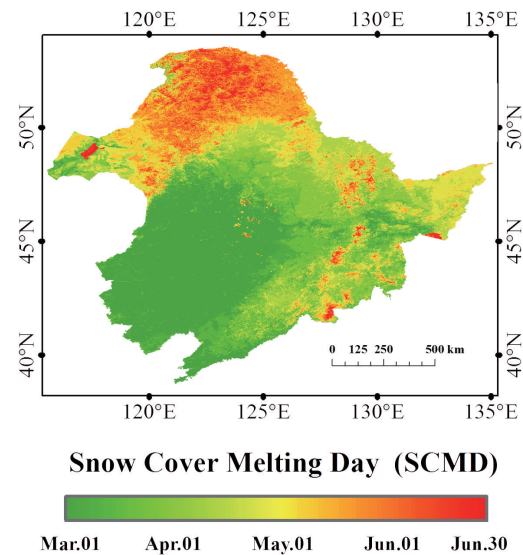 120°E 125°E 130°E 135°E
50°N 50°N
45°N 45°N
40°N 40°N
0 125 250 500 km
120°E 125°E 130°E 135°E
Snow Cover Melting Day (SCMD)
Mar.01 Apr.01 May.01 Jun.01 Jun.30